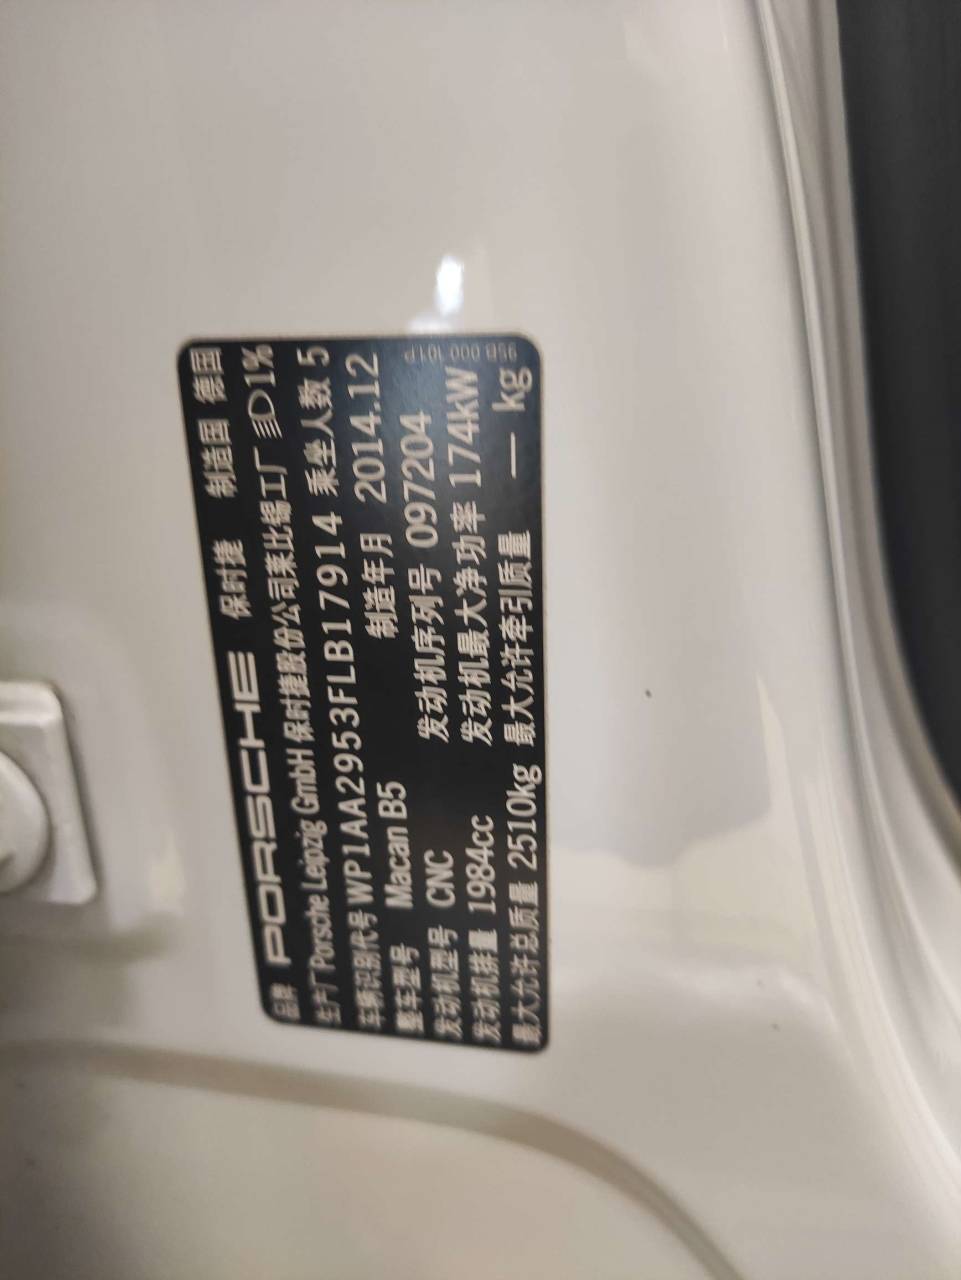 品牌 PORSCHE 保时捷 制造国 德国
生产厂 Porsche Leipzig GmbH 保时捷股份公司莱比锡工厂 1%
车辆识别代号 WP1AA2953FLB17914 乘坐人数 5
整车型号 Macan B5 制造年月 2014.12
发动机型号 CNC 发动机序列号 097204
发动机排量 1984cc 发动机最大净功率 174kW
最大允许总质量 2510kg 最大允许牵引质量 — kg
95B 000 101 P